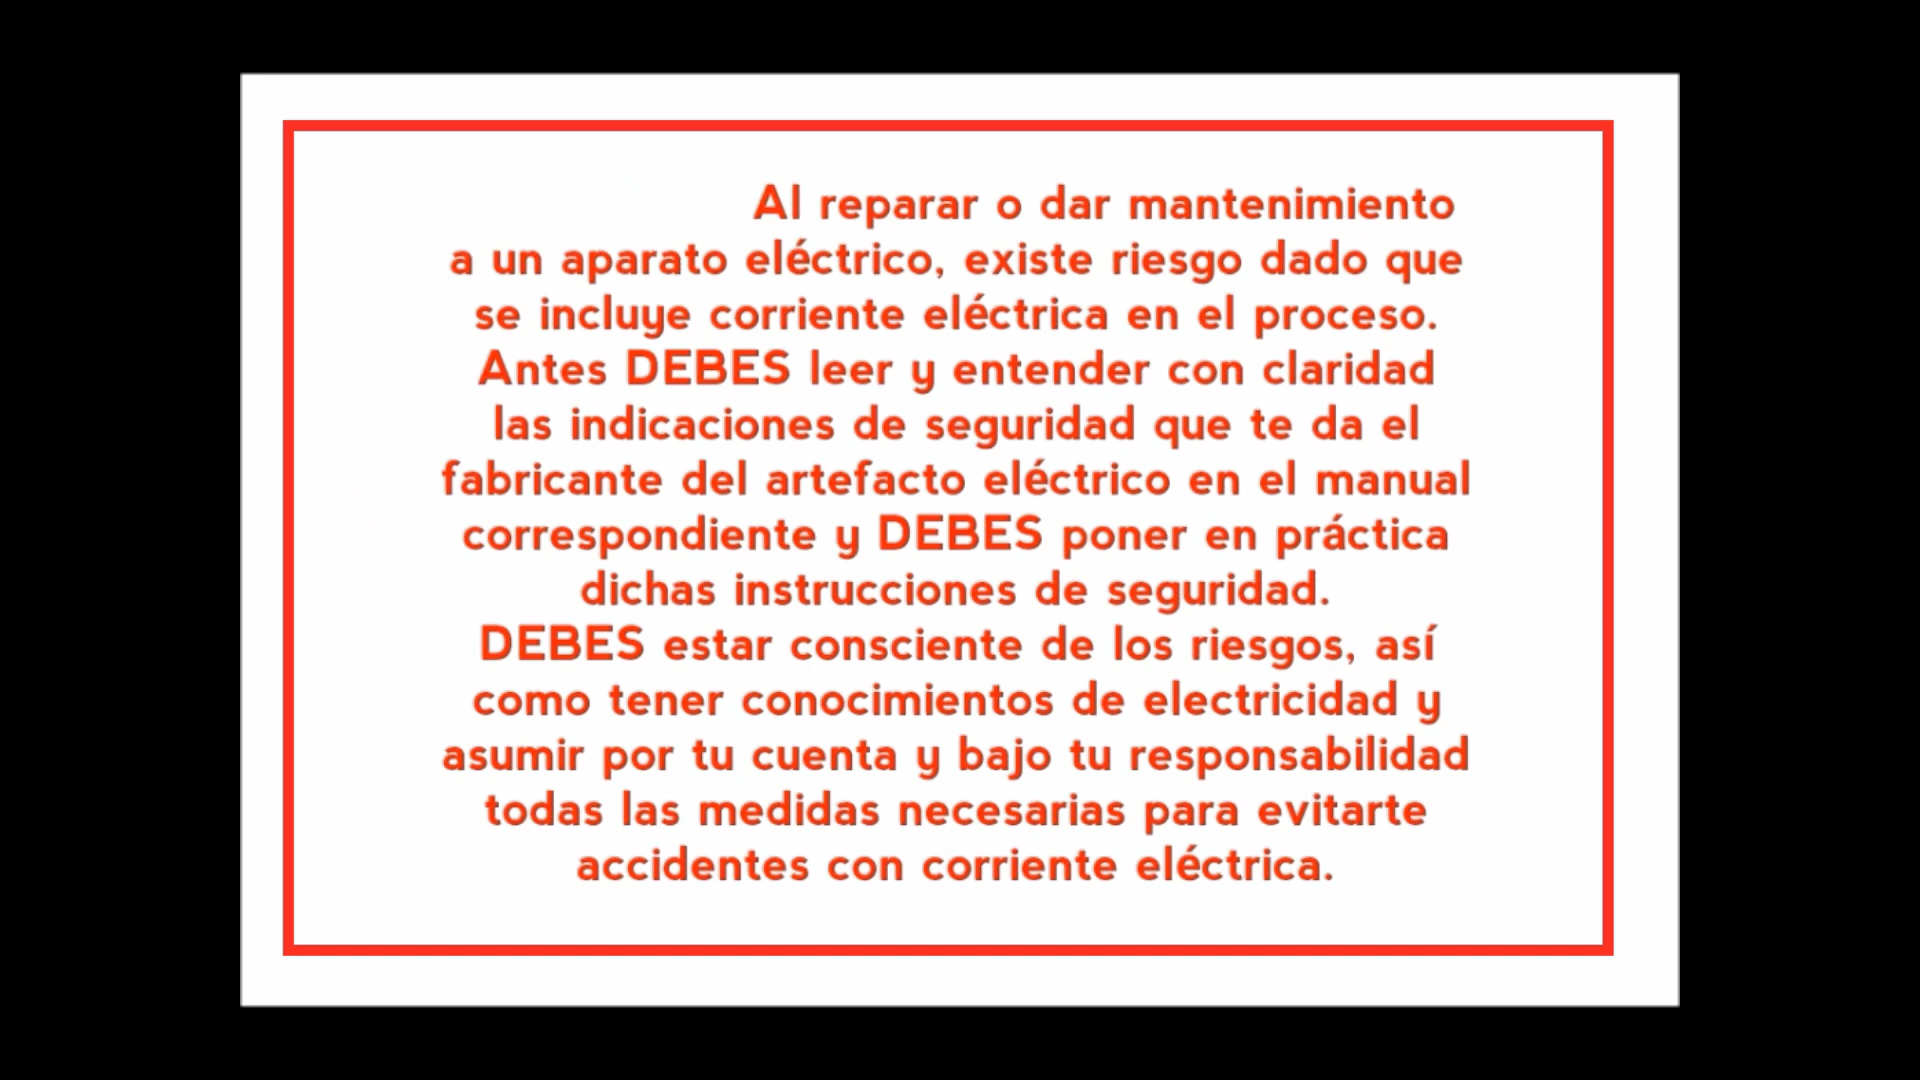 Al reparar o dar mantenimiento
a un aparato eléctrico, existe riesgo dado que
se incluye corriente eléctrica en el proceso.
Antes DEBES leer y entender con claridad
las indicaciones de seguridad que te da el
fabricante del artefacto eléctrico en el manual
correspondiente y DEBES poner en práctica
dichas instrucciones de seguridad.
DEBES estar consciente de los riesgos, así
como tener conocimientos de electricidad y
asumir por tu cuenta y bajo tu responsabilidad
todas las medidas necesarias para evitarte
accidentes con corriente eléctrica.